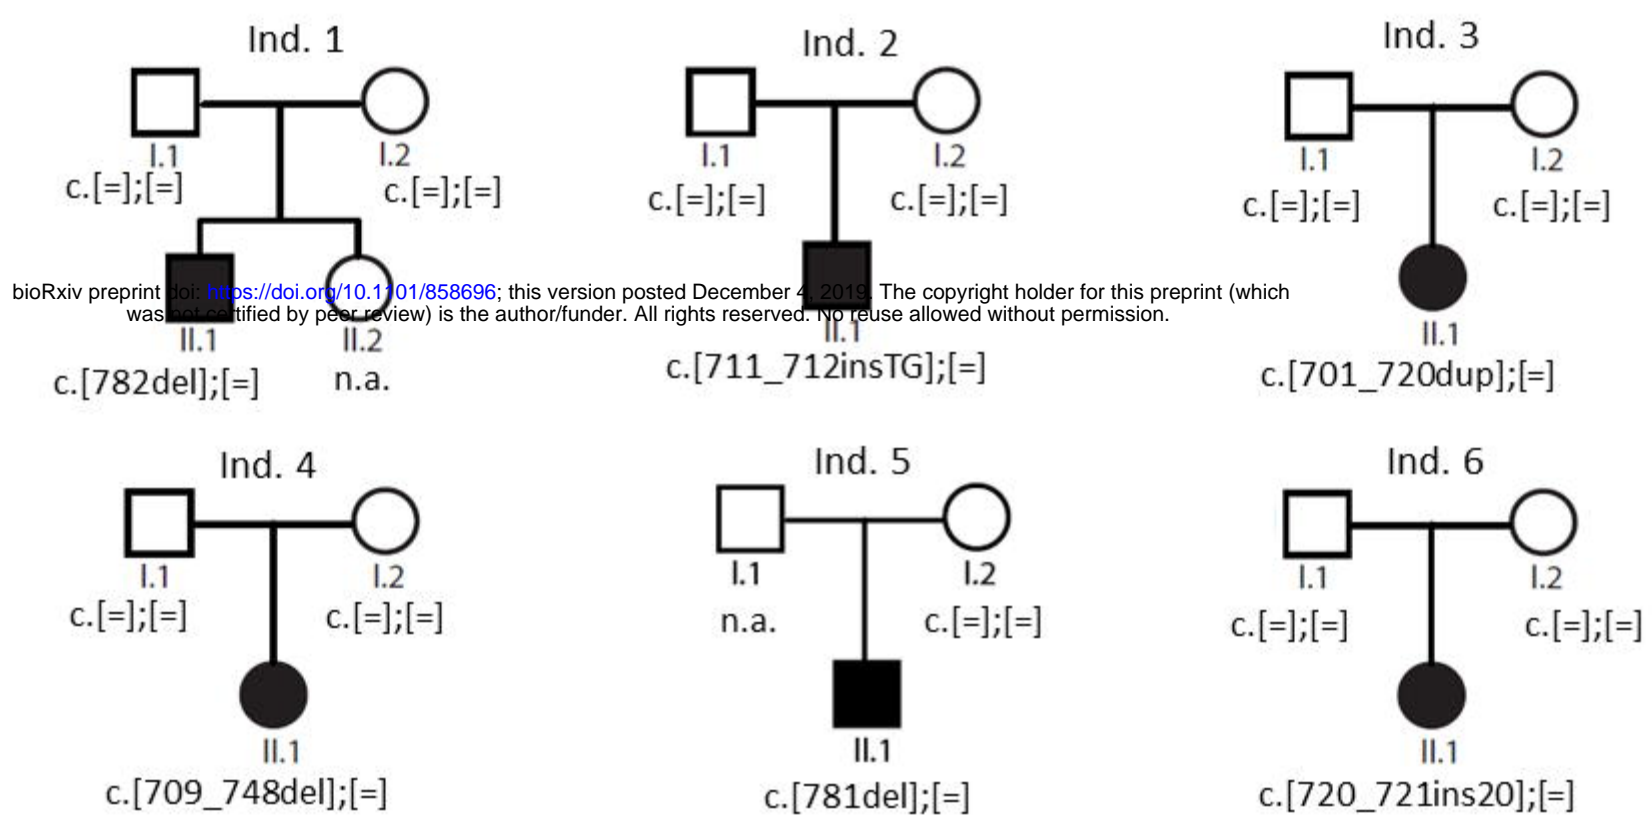 Ind. 1
Ind. 2
Ind. 3
I.1
I.2
I.1
I.2
I.1
I.2
c.[=];[=]
c.[=];[=]
c.[=];[=]
c.[=];[=]
c.[=];[=]
c.[=];[=]
bioRxiv preprint doi: https://doi.org/10.1101/858696; this version posted December 4, 2019. The copyright holder for this preprint (which
was not certified by peer review) is the author/funder. All rights reserved. No reuse allowed without permission.
II.1
II.2
II.1
II.1
c.[782del];[=]
n.a.
c.[711_712insTG];[=]
c.[701_720dup];[=]
Ind. 4
Ind. 5
Ind. 6
I.1
I.2
I.1
I.2
I.1
I.2
c.[=];[=]
c.[=];[=]
n.a.
c.[=];[=]
c.[=];[=]
c.[=];[=]
II.1
II.1
II.1
c.[709_748del];[=]
c.[781del];[=]
c.[720_721ins20];[=]